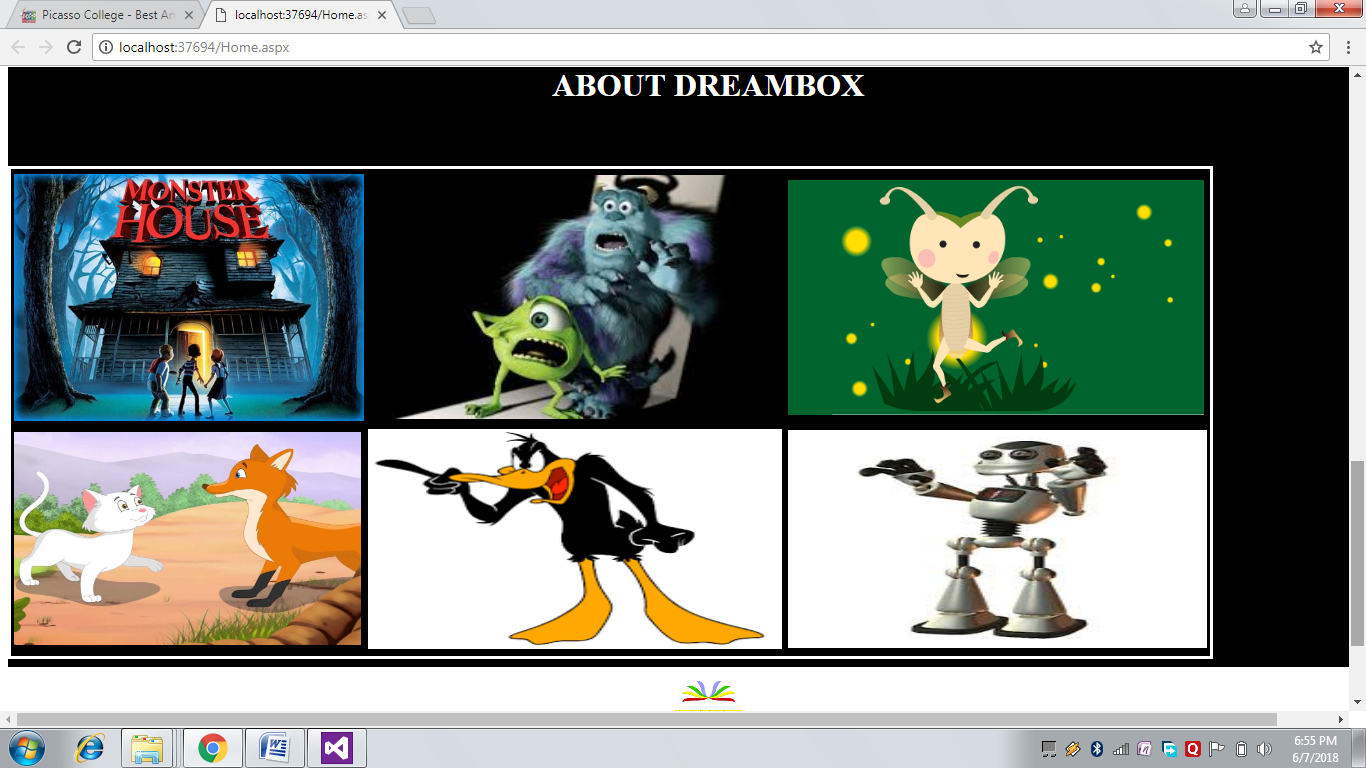 Picasso College - Best An
localhost:37694/Home.as
localhost:37694/Home.aspx
ABOUT DREAMBOX
MONSTER
HOUSE
6:55 PM
6/7/2018